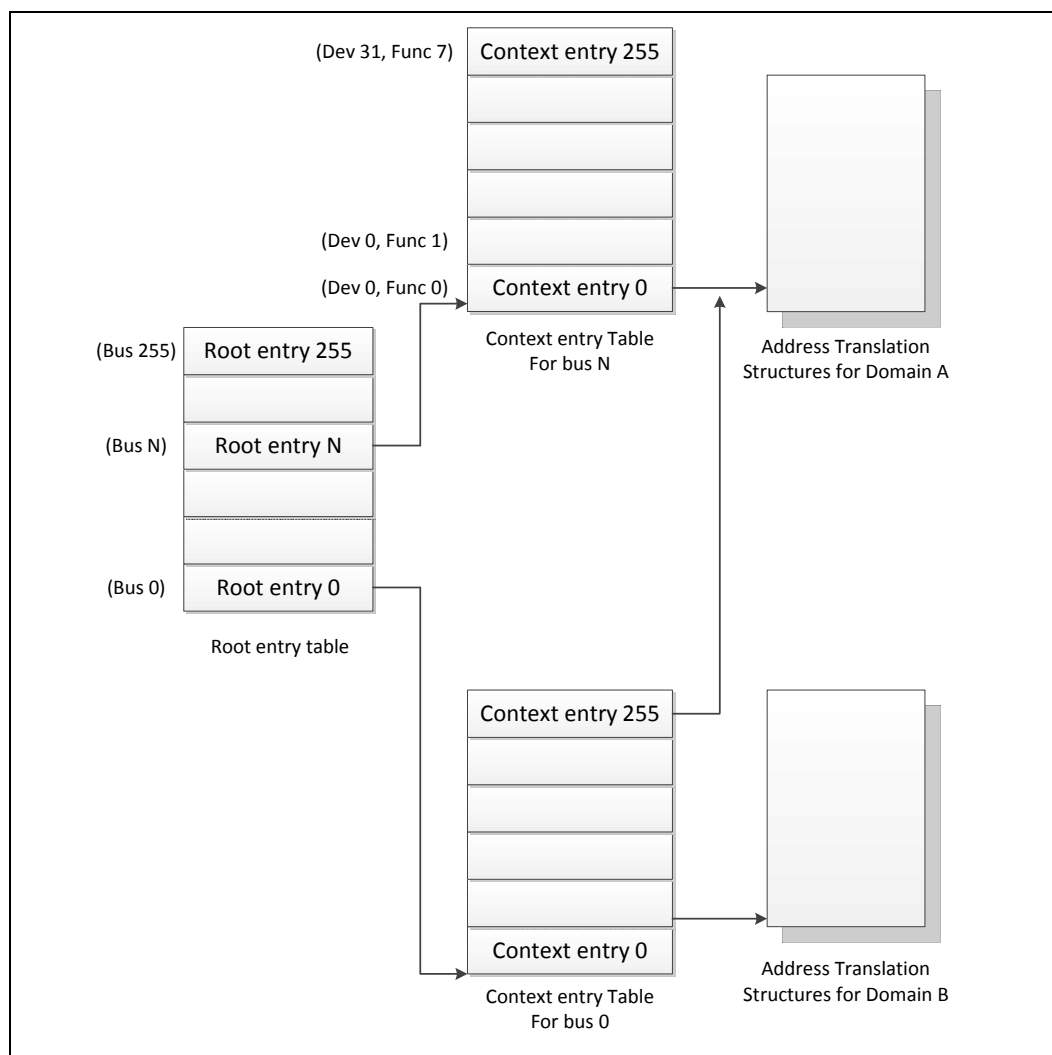 (Dev 31, Func 7)
Context entry 255
(Dev 0, Func 1)
(Dev 0, Func 0)
Context entry 0
Context entry Table
For bus N
Address Translation
Structures for Domain A
(Bus 255)
Root entry 255
(Bus N)
Root entry N
(Bus 0)
Root entry 0
Root entry table
Context entry 255
Context entry 0
Context entry Table
For bus 0
Address Translation
Structures for Domain B